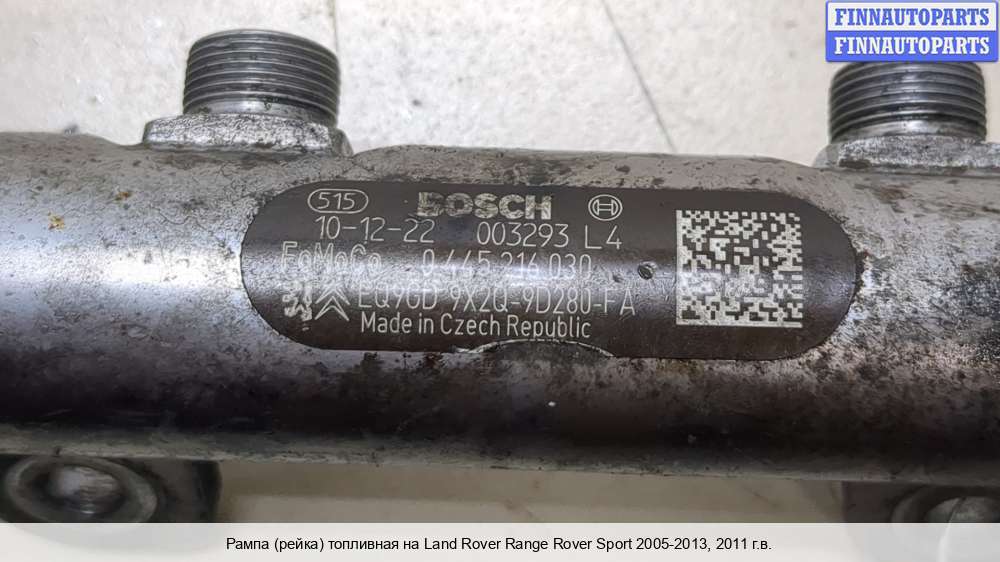 FINNAUTOPARTS
FINNAUTOPARTS
515 BOSCH
10-12-22 003293 L4
FoMoCo 0 445 216 030
EQ9CD 9X2Q-9D280-FA
Made in Czech Republic
Рампа (рейка) топливная на Land Rover Range Rover Sport 2005-2013, 2011 г.в.